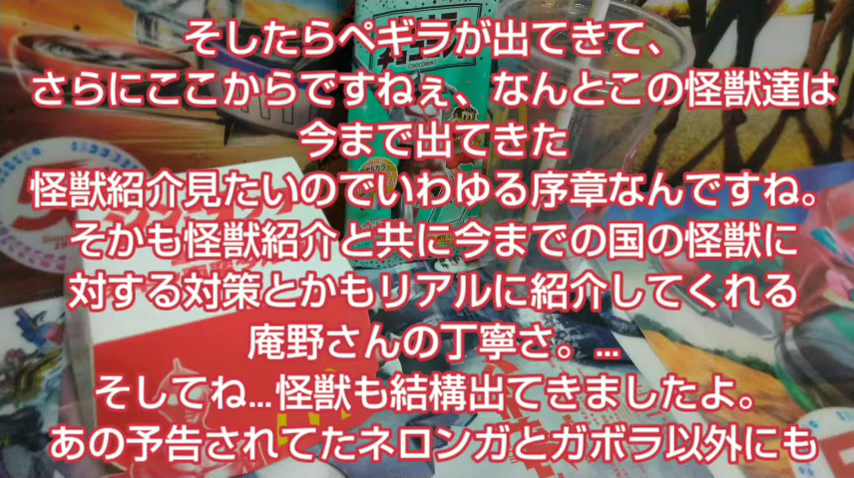 そしたらペギラが出てきて、
さらにここからですねぇ、なんとこの怪獣達は
今まで出てきた
怪獣紹介見たいのでいわゆる序章なんですね。
そかも怪獣紹介と共に今までの国の怪獣に
対する対策とかもリアルに紹介してくれる
庵野さんの丁寧さ。…
そしてね…怪獣も結構出てきましたよ。
あの予告されてたネロンガとガボラ以外にも
CHOCOMINT